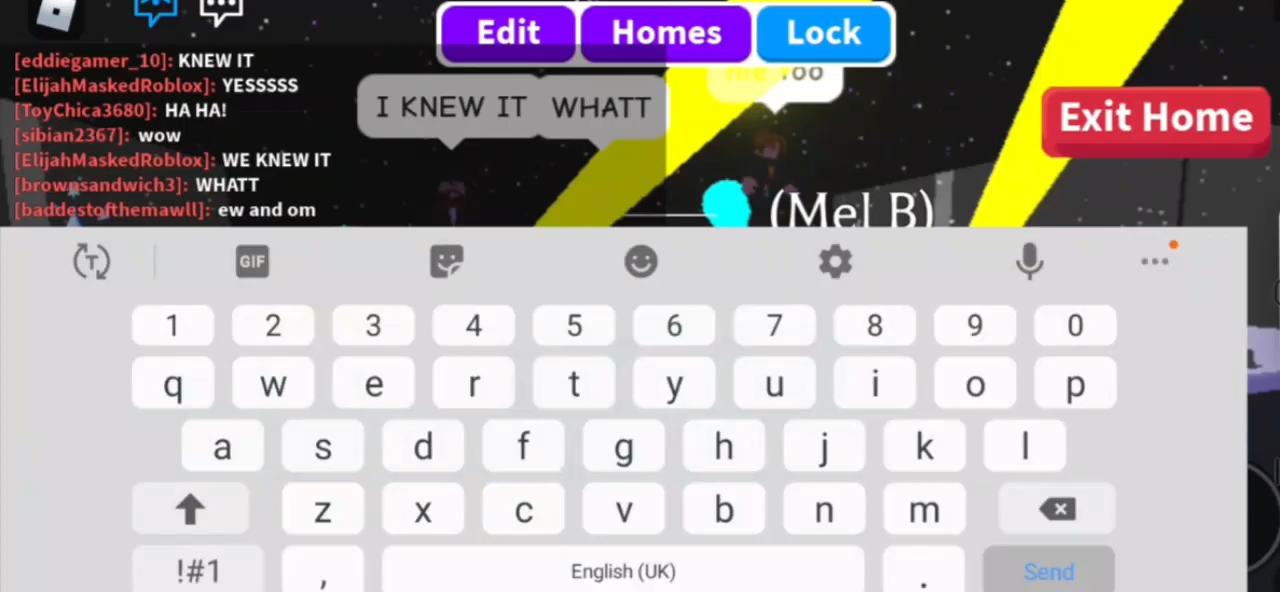 Edit Homes Lock
[eddiegamer_10]: KNEW IT
[ElijahMaskedRoblox]: YESSSSS
[ToyChica3680]: HA HA!
[sibian2367]: wow
[ElijahMaskedRoblox]: WE KNEW IT
[brownsandwich3]: WHATT
[baddestofthemawll]: ew and om
I KNEW IT WHATT
me too
Exit Home
(Mel B)
T GIF
1 2 3 4 5 6 7 8 9 0
q w e r t y u i o p
a s d f g h j k l
z x c v b n m
!#1 , English (UK) . Send